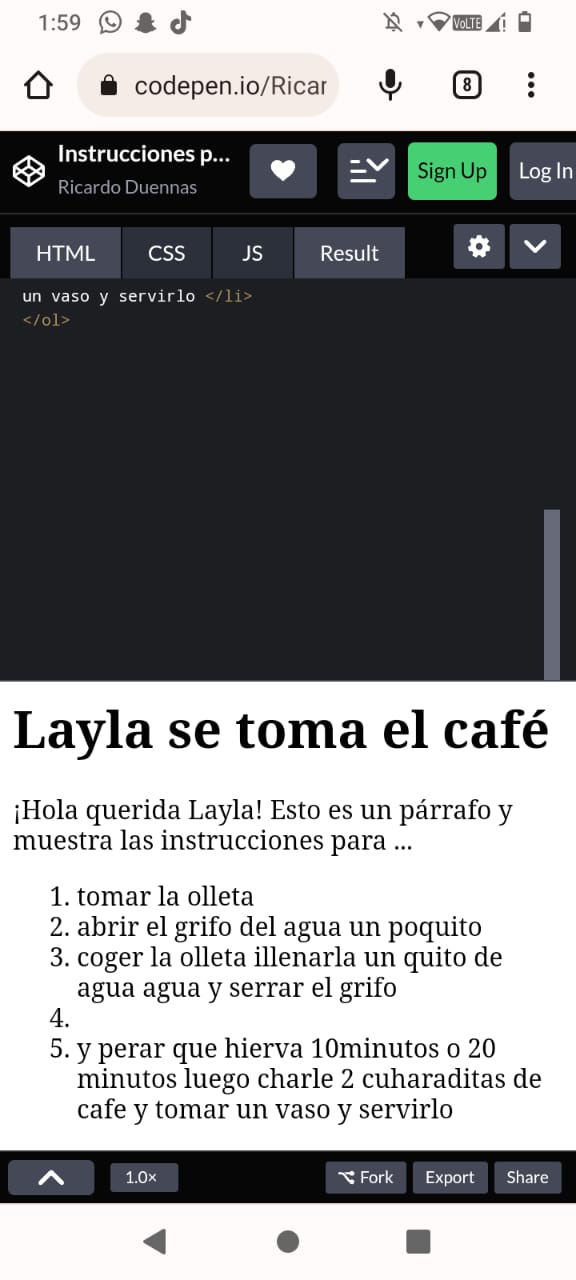 1:59
VoLTE
codepen.io/Ricar
8
Instrucciones p...
Ricardo Duennas
Sign Up
Log In
HTML CSS JS Result
un vaso y servirlo </li>
</ol>
Layla se toma el café
¡Hola querida Layla! Esto es un párrafo y
muestra las instrucciones para ...
1. tomar la olleta
2. abrir el grifo del agua un poquito
3. coger la olleta illenarla un quito de
agua agua y serrar el grifo
4.
5. y perar que hierva 10minutos o 20
minutos luego charle 2 cuharaditas de
cafe y tomar un vaso y servirlo
1.0×
Fork Export Share